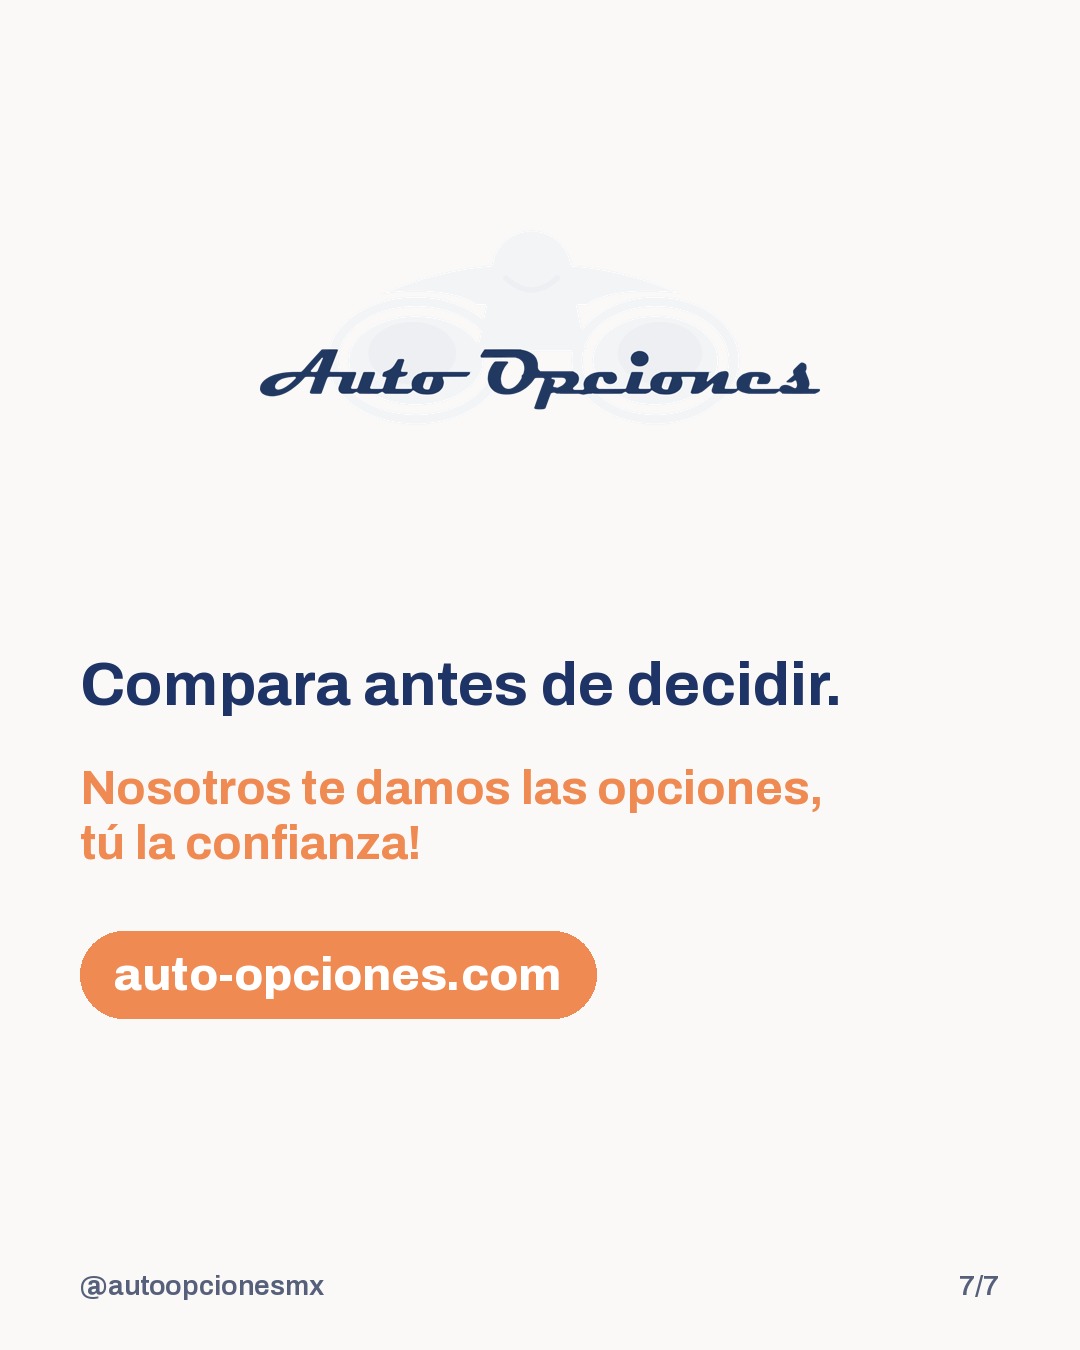 Auto Opciones
Compara antes de decidir.
Nosotros te damos las opciones,
tú la confianza!
auto-opciones.com
@autoopcionesmx
7/7